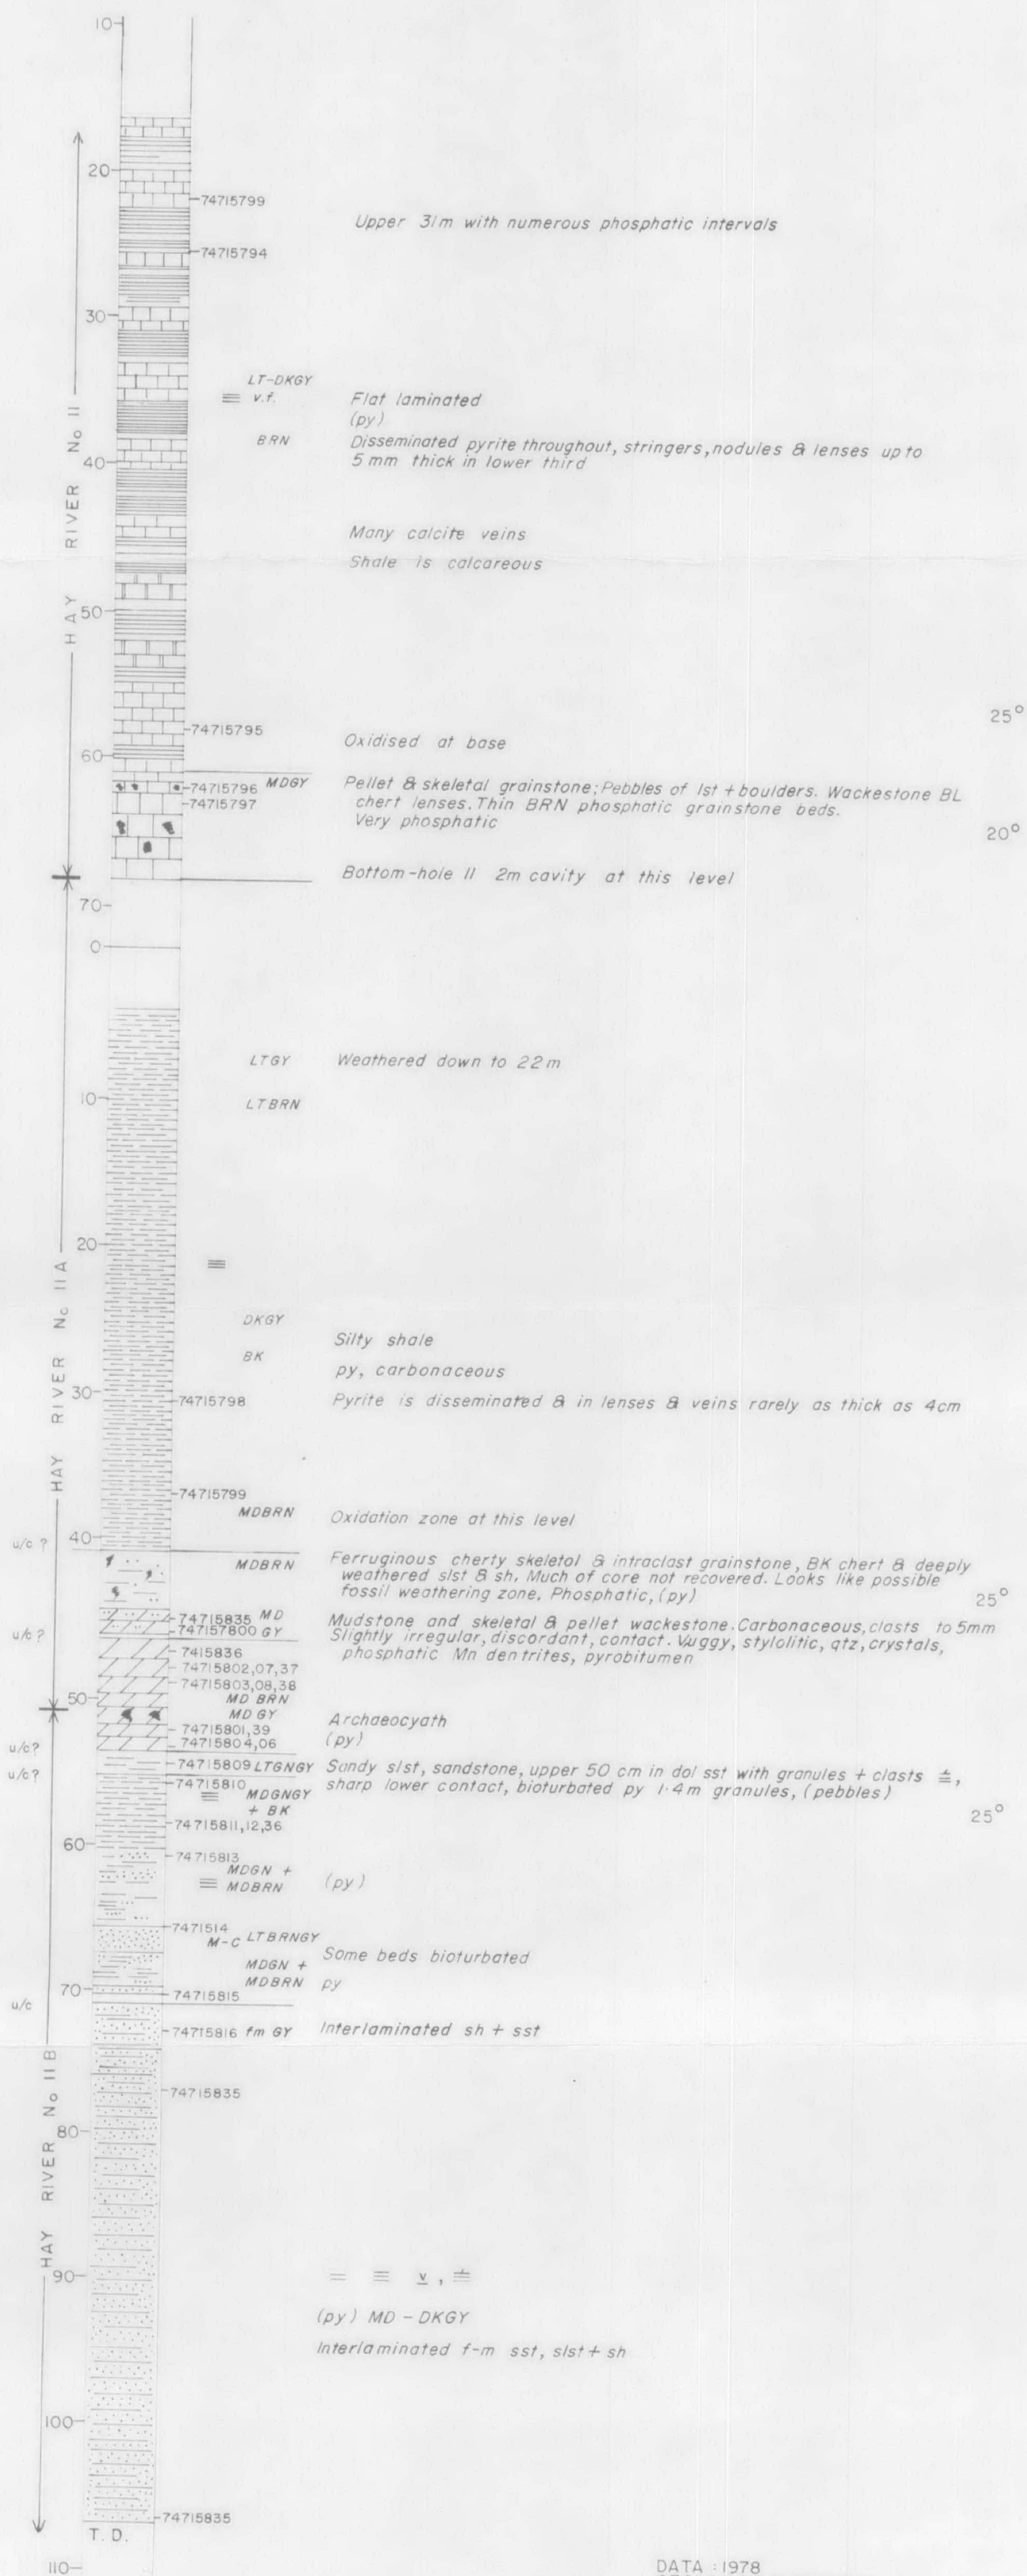 10
20
74715799
Upper 31m with numerous phosphatic intervals
74715794
30
LT-DKGY
v.f.
Flat laminated
(py)
BRN
Disseminated pyrite throughout, stringers, nodules & lenses up to
5 mm thick in lower third
40
HAY RIVER No 11
Many calcite veins
Shale is calcareous
50
25°
74715795
Oxidised at base
60
74715796 MDGY
74715797
Pellet & skeletal grainstone; Pebbles of lst + boulders. Wackestone BL
chert lenses. Thin BRN phosphatic grainstone beds.
Very phosphatic
20°
Bottom-hole 11 2m cavity at this level
70
0
LTGY
Weathered down to 22 m
10
LTBRN
20
HAY RIVER No 11A
DKGY
Silty shale
BK
py, carbonaceous
30
74715798
Pyrite is disseminated & in lenses & veins rarely as thick as 4cm
74715799
MDBRN
Oxidation zone at this level
u/c ?
40
MDBRN
Ferruginous cherty skeletal & intraclast grainstone, BK chert & deeply
weathered slst & sh. Much of core not recovered. Looks like possible
fossil weathering zone. Phosphatic, (py)
25°
74715835 MD
747157800 GY
Mudstone and skeletal & pellet wackestone. Carbonaceous, clasts to 5mm
Slightly irregular, discordant, contact. Vuggy, stylolitic, qtz, crystals,
phosphatic Mn dentrites, pyrobitumen
u/c ?
7415836
74715802,07,37
74715803,08,38
50
MD BRN
MD GY
Archaeocyath
74715801,39
(py)
74715804,06
u/c?
74715809 LTGNGY
Sandy slst, sandstone, upper 50 cm in dol sst with granules + clasts ≐,
sharp lower contact, bioturbated py 1·4 m granules, (pebbles)
u/c?
74715810
MDGNGY
+ BK
25°
74715811,12,36
60
74715813
MDGN +
MDBRN
(py)
7471514
M-C LTBRNGY
Some beds bioturbated
MDGN +
MDBRN
py
70
74715815
u/c
74715816 fm GY
Interlaminated sh + sst
HAY RIVER No 11 B
74715835
80
90
= ≡ v, ≐
(py) MD - DKGY
Interlaminated f-m sst, slst + sh
100
74715835
T. D.
110
DATA : 1978